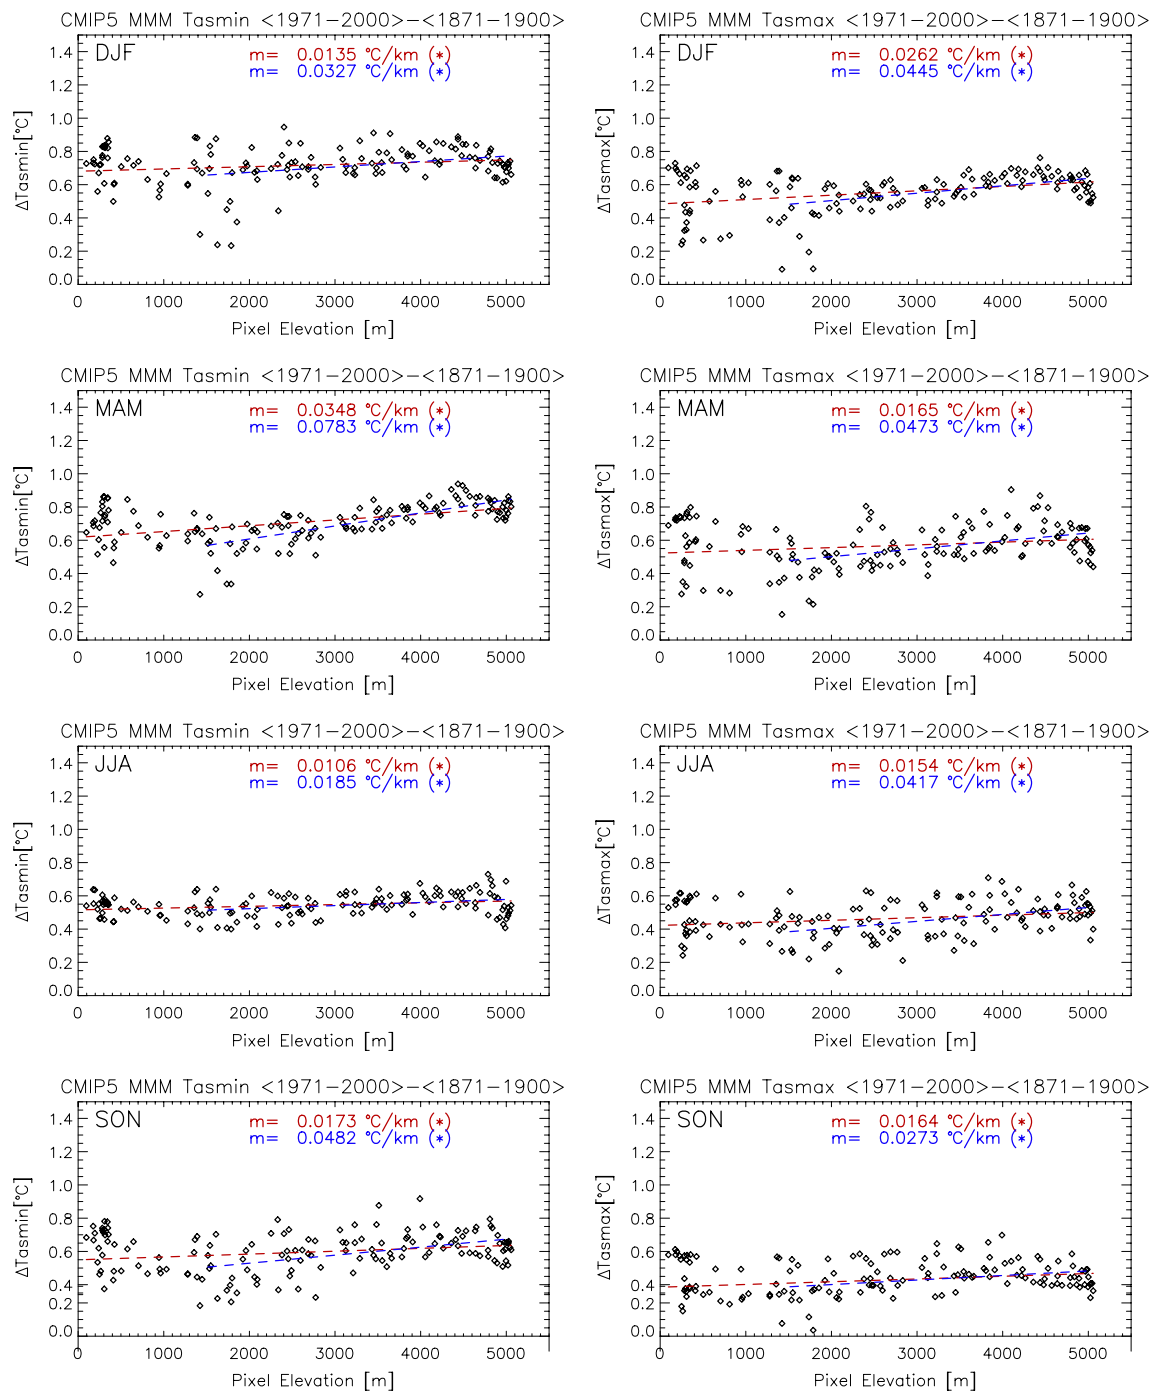 CMIP5 MMM Tasmin <1971−2000>−<1871−1900>
DJF
m= 0.0135 °C/km (*)
m= 0.0327 °C/km (*)
ΔTasmin[°C]
1.4
1.2
1.0
0.8
0.6
0.4
0.2
0.0
0 1000 2000 3000 4000 5000
Pixel Elevation [m]
CMIP5 MMM Tasmax <1971−2000>−<1871−1900>
DJF
m= 0.0262 °C/km (*)
m= 0.0445 °C/km (*)
ΔTasmax[°C]
1.4
1.2
1.0
0.8
0.6
0.4
0.2
0.0
0 1000 2000 3000 4000 5000
Pixel Elevation [m]
CMIP5 MMM Tasmin <1971−2000>−<1871−1900>
MAM
m= 0.0348 °C/km (*)
m= 0.0783 °C/km (*)
ΔTasmin[°C]
1.4
1.2
1.0
0.8
0.6
0.4
0.2
0.0
0 1000 2000 3000 4000 5000
Pixel Elevation [m]
CMIP5 MMM Tasmax <1971−2000>−<1871−1900>
MAM
m= 0.0165 °C/km (*)
m= 0.0473 °C/km (*)
ΔTasmax[°C]
1.4
1.2
1.0
0.8
0.6
0.4
0.2
0.0
0 1000 2000 3000 4000 5000
Pixel Elevation [m]
CMIP5 MMM Tasmin <1971−2000>−<1871−1900>
JJA
m= 0.0106 °C/km (*)
m= 0.0185 °C/km (*)
ΔTasmin[°C]
1.4
1.2
1.0
0.8
0.6
0.4
0.2
0.0
0 1000 2000 3000 4000 5000
Pixel Elevation [m]
CMIP5 MMM Tasmax <1971−2000>−<1871−1900>
JJA
m= 0.0154 °C/km (*)
m= 0.0417 °C/km (*)
ΔTasmax[°C]
1.4
1.2
1.0
0.8
0.6
0.4
0.2
0.0
0 1000 2000 3000 4000 5000
Pixel Elevation [m]
CMIP5 MMM Tasmin <1971−2000>−<1871−1900>
SON
m= 0.0173 °C/km (*)
m= 0.0482 °C/km (*)
ΔTasmin[°C]
1.4
1.2
1.0
0.8
0.6
0.4
0.2
0.0
0 1000 2000 3000 4000 5000
Pixel Elevation [m]
CMIP5 MMM Tasmax <1971−2000>−<1871−1900>
SON
m= 0.0164 °C/km (*)
m= 0.0273 °C/km (*)
ΔTasmax[°C]
1.4
1.2
1.0
0.8
0.6
0.4
0.2
0.0
0 1000 2000 3000 4000 5000
Pixel Elevation [m]